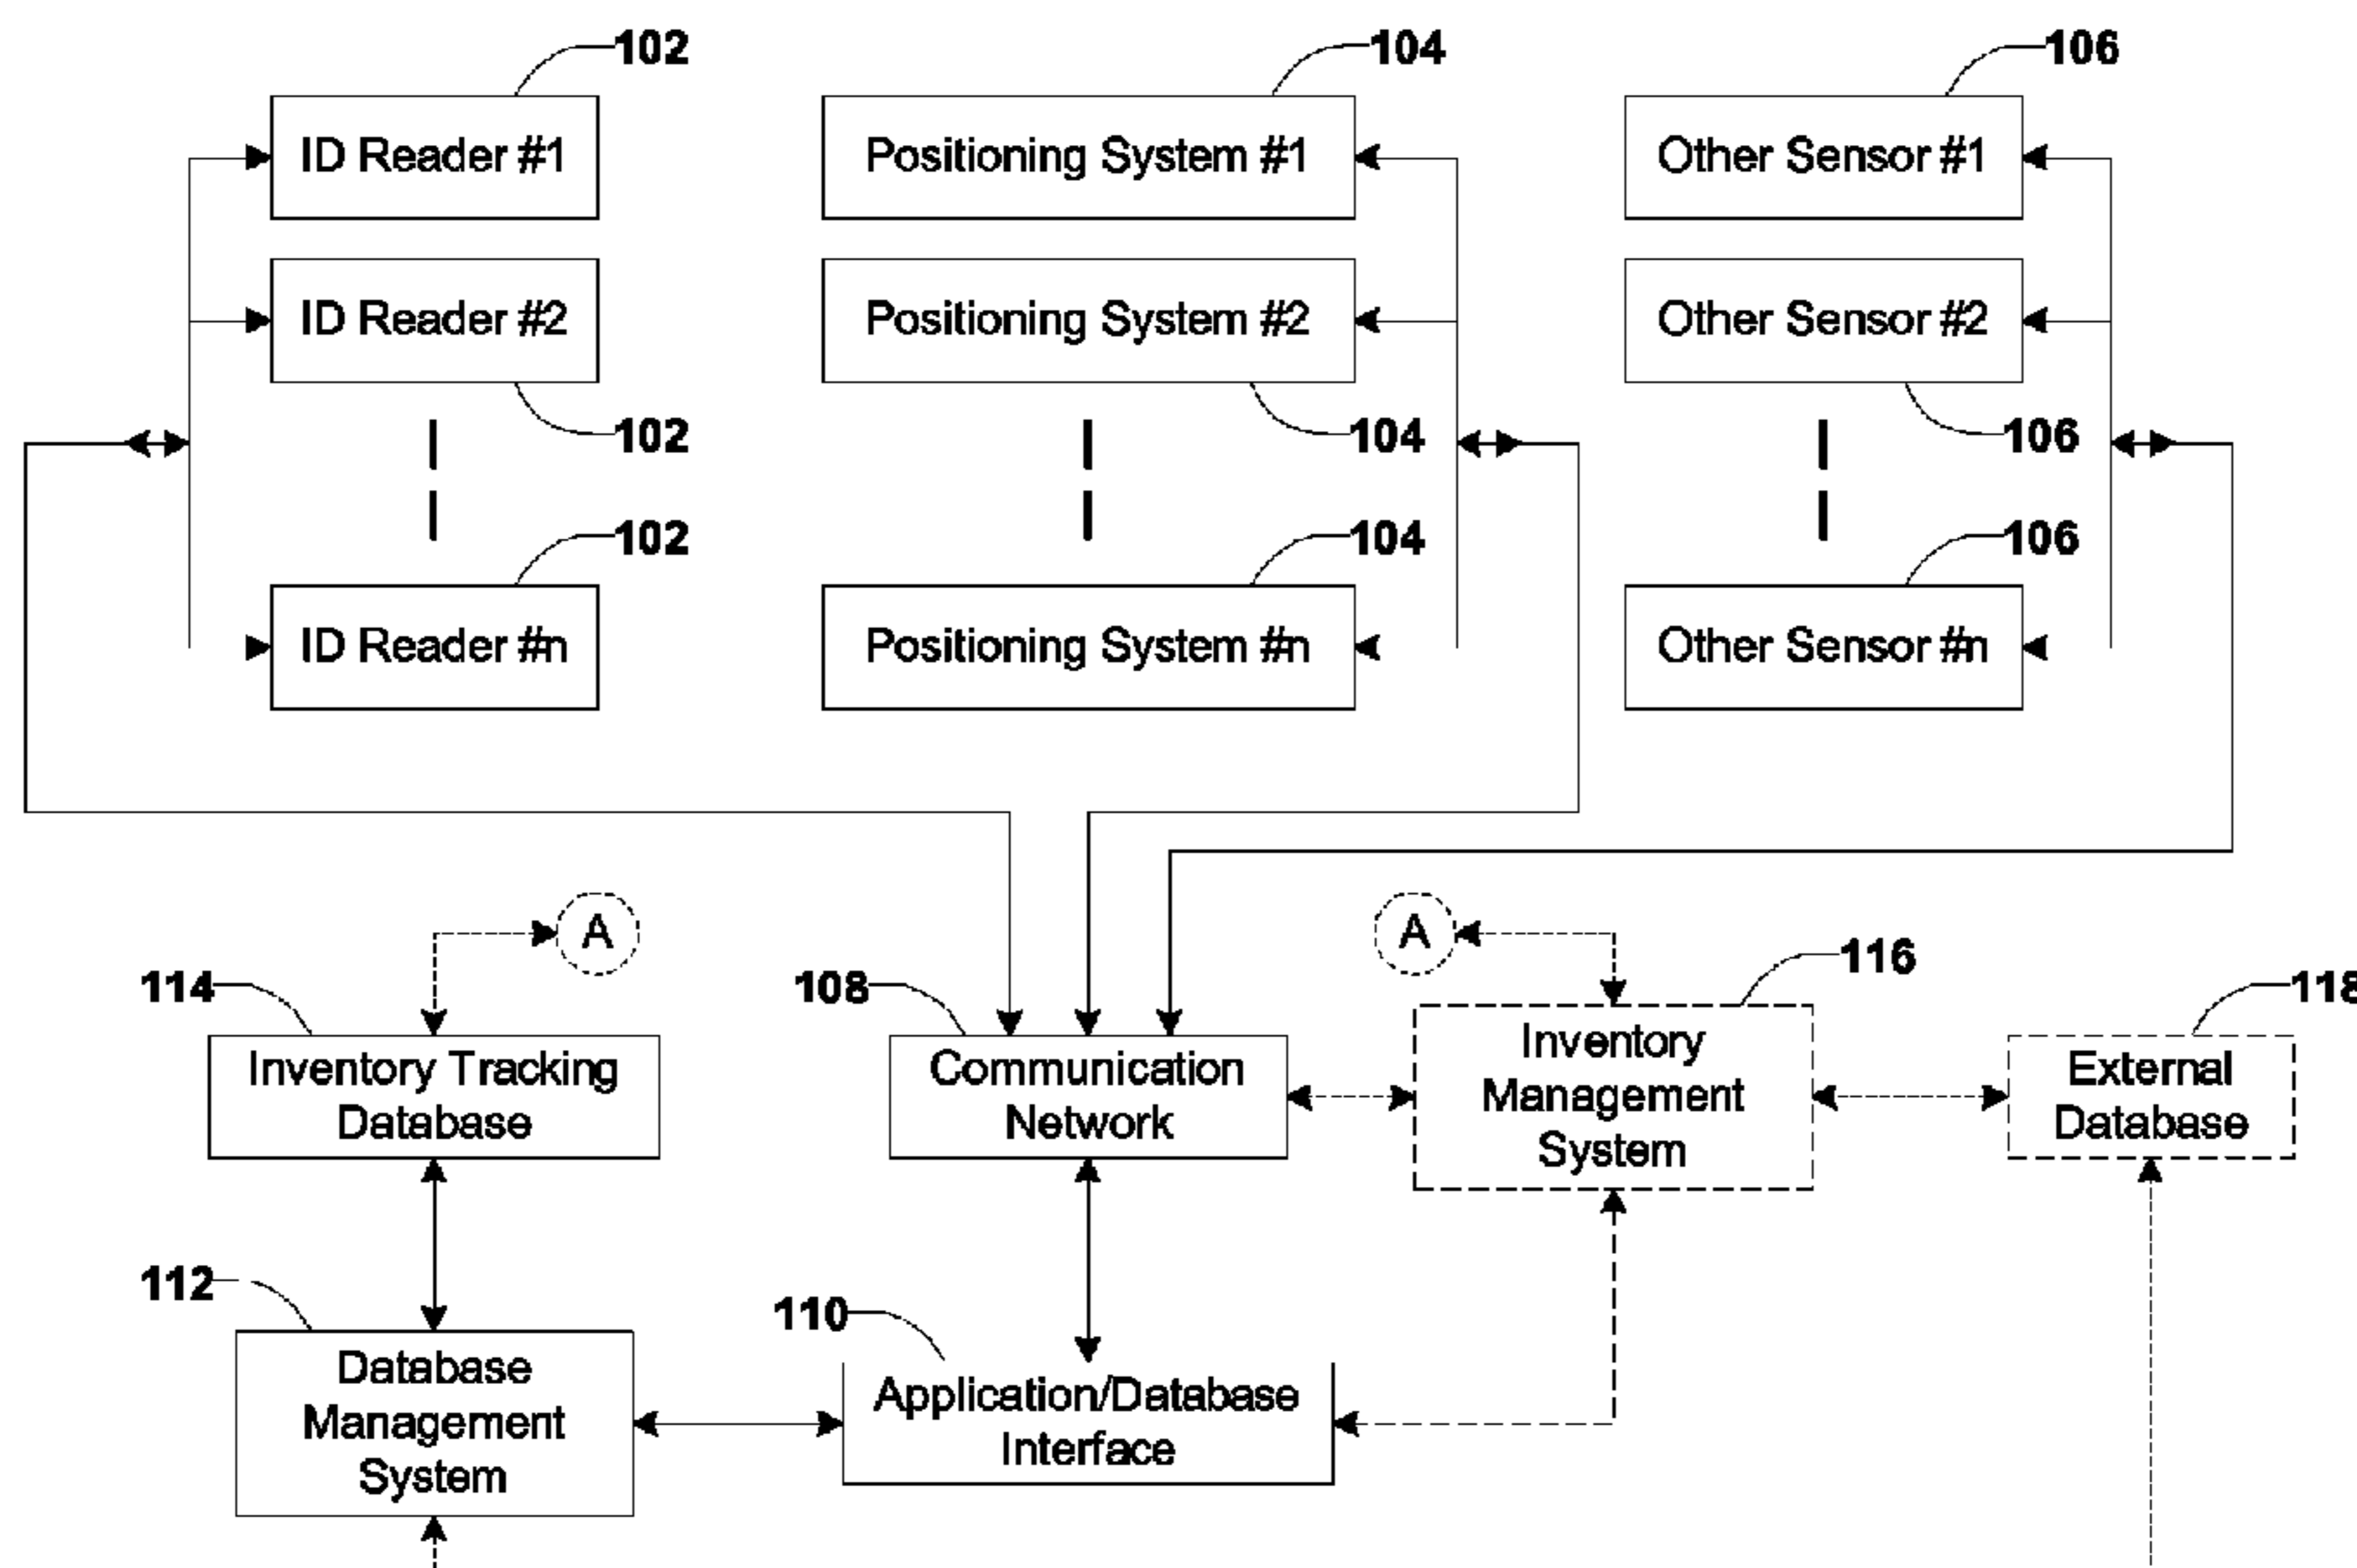 102
104
106
ID Reader #1
Positioning System #1
Other Sensor #1
ID Reader #2
Positioning System #2
Other Sensor #2
102
104
106
102
104
106
ID Reader #n
Positioning System #n
Other Sensor #n
A
A
114
108
116
118
Inventory Tracking
Database
Communication
Network
Inventory
Management
System
External
Database
112
110
Database
Management
System
Application/Database
Interface